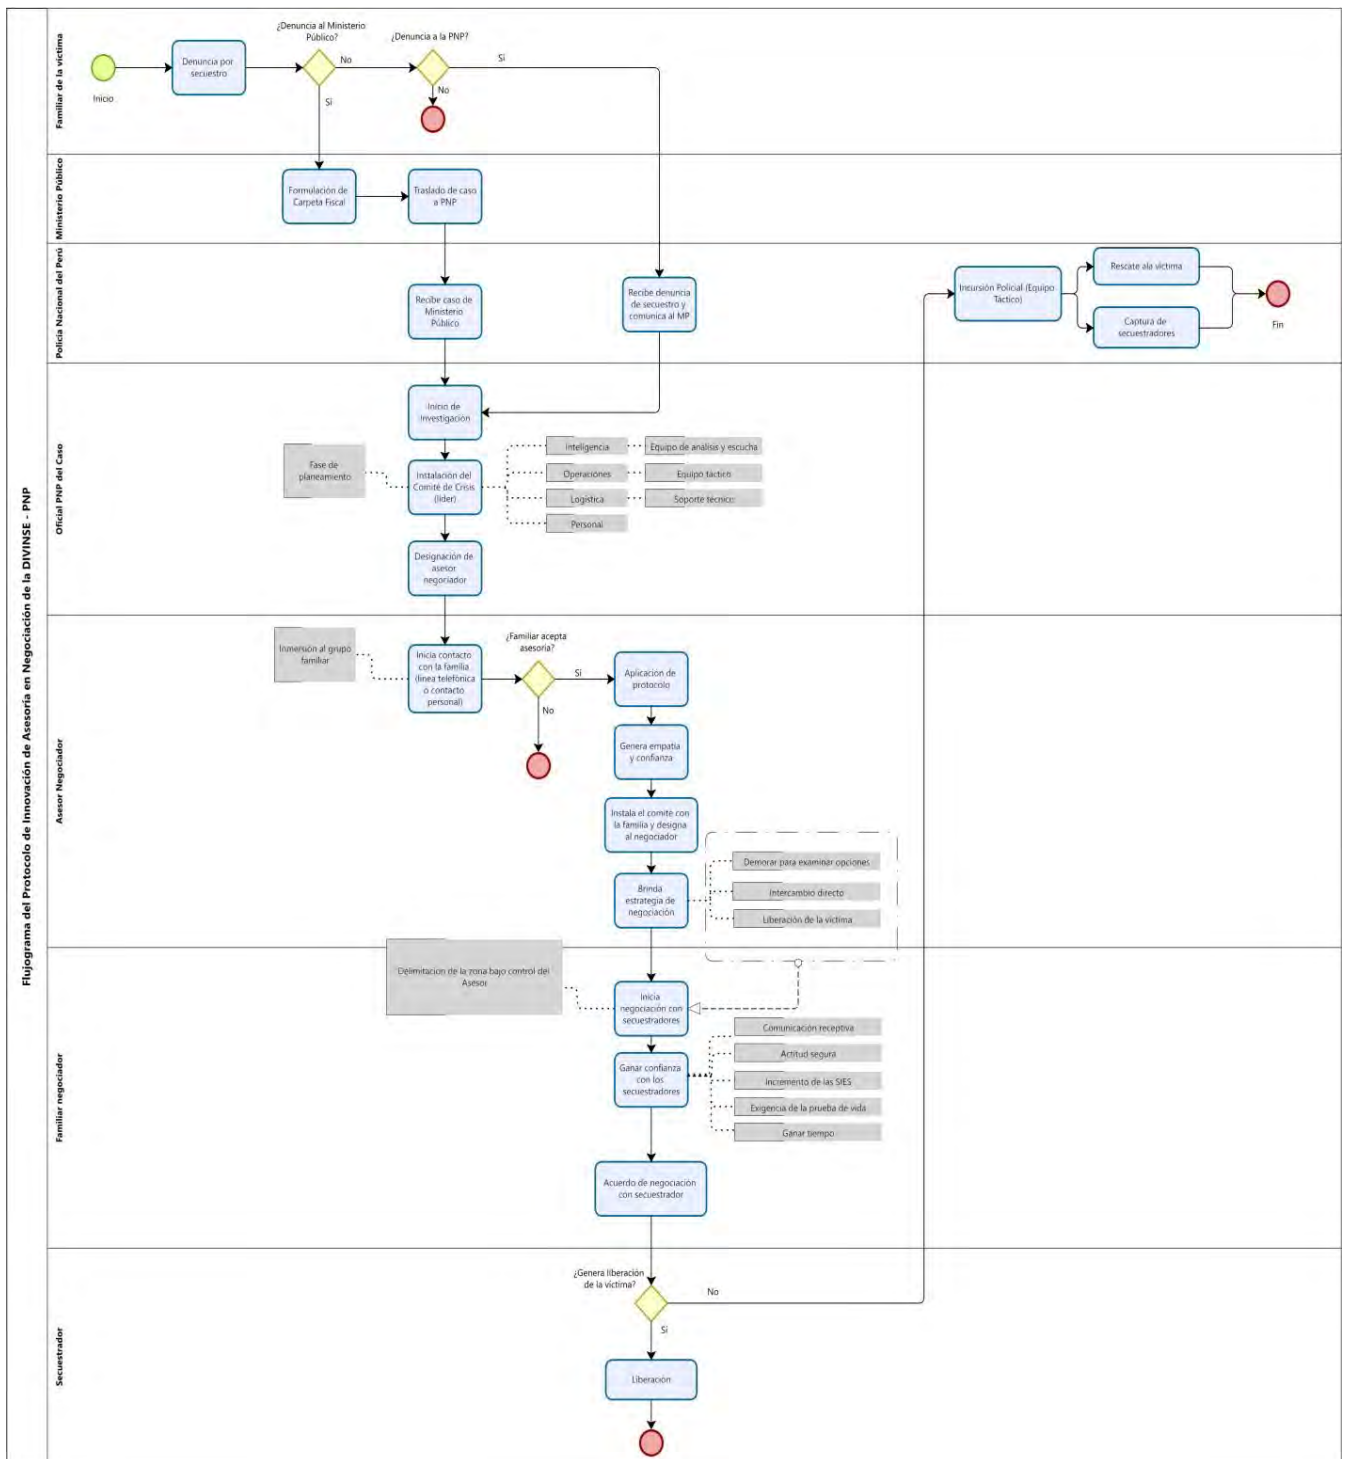 Flujograma del Protocolo de Innovación de Asesoría en Negociación de la DIVINSE - PNP
Familiar de la víctima
Inicio
Denuncia por
secuestro
¿Denuncia al Ministerio
Público?
No
Si
¿Denuncia a la PNP?
Si
No
Ministerio Público
Formulación de
Carpeta Fiscal
Traslado de caso
a PNP
Policía Nacional del Perú
Recibe caso de
Ministerio
Público
Recibe denuncia
de secuestro y
comunica al MP
Incursión Policial (Equipo
Táctico)
Rescate ala víctima
Captura de
secuestradores
Fin
Oficial PNP del Caso
Inicio de
Investigación
Fase de
planeamiento
Instalación del
Comité de Crisis
(líder)
Inteligencia
Equipo de análisis y escucha
Operaciones
Equipo táctico
Logística
Soporte técnico
Personal
Designación de
asesor
negociador
Asesor Negociador
Inmersión al grupo
familiar
Inicia contacto
con la familia
(línea telefónica
o contacto
personal)
¿Familiar acepta
asesoría?
Si
No
Aplicación de
protocolo
Genera empatía
y confianza
Instala el comité con
la familia y designa
al negociador
Brinda
estrategia de
negociación
Demorar para examinar opciones
Intercambio directo
Liberación de la víctima
Familiar negociador
Delimitación de la zona bajo control del
Asesor
Inicia
negociación con
secuestradores
Ganar confianza
con los
secuestradores
Comunicación receptiva
Actitud segura
Incremento de las SIES
Exigencia de la prueba de vida
Ganar tiempo
Acuerdo de negociación
con secuestrador
Secuestrador
¿Genera liberación
de la víctima?
No
Si
Liberación